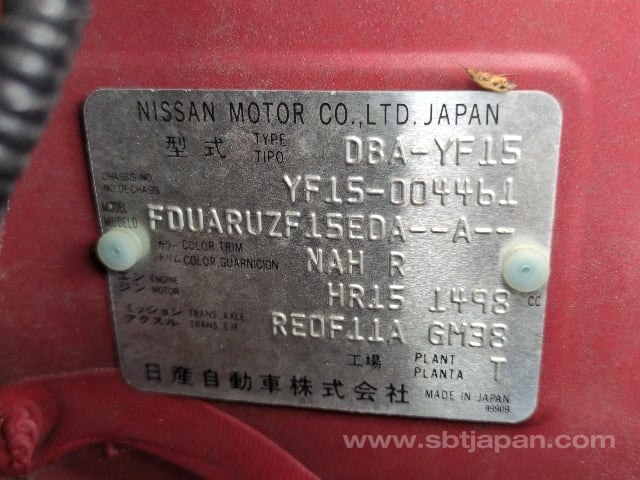 NISSAN MOTOR CO.,LTD. JAPAN
型式 TYPE TIPO DBA-YF15
CHASSIS NO. NO.DECHASIS YF15-004461
MODEL MODELO FDUARUZF15EDA--A--
カラー トリム COLOR,TRIM COLOR,GUARNICION NAH R
エンジン ENGINE MOTOR HR15 1498 CC
ミッション アクスル TRANS.AXLE TRANS.EJE RE0F11A GM38
工場 PLANT PLANTA T
日産自動車株式会社 MADE IN JAPAN
89909
www.sbtjapan.com